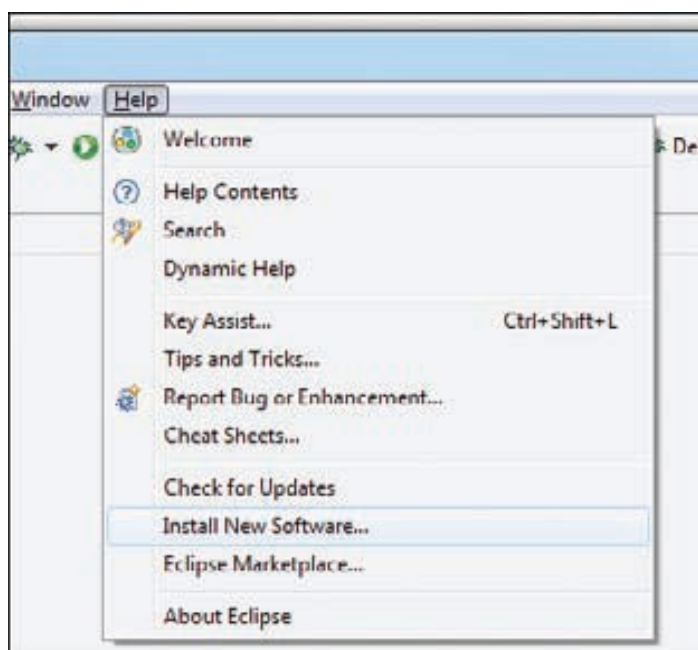 Window Help
Welcome
De
Help Contents
Search
Dynamic Help
Key Assist... Ctrl+Shift+L
Tips and Tricks...
Report Bug or Enhancement...
Cheat Sheets...
Check for Updates
Install New Software...
Eclipse Marketplace...
About Eclipse